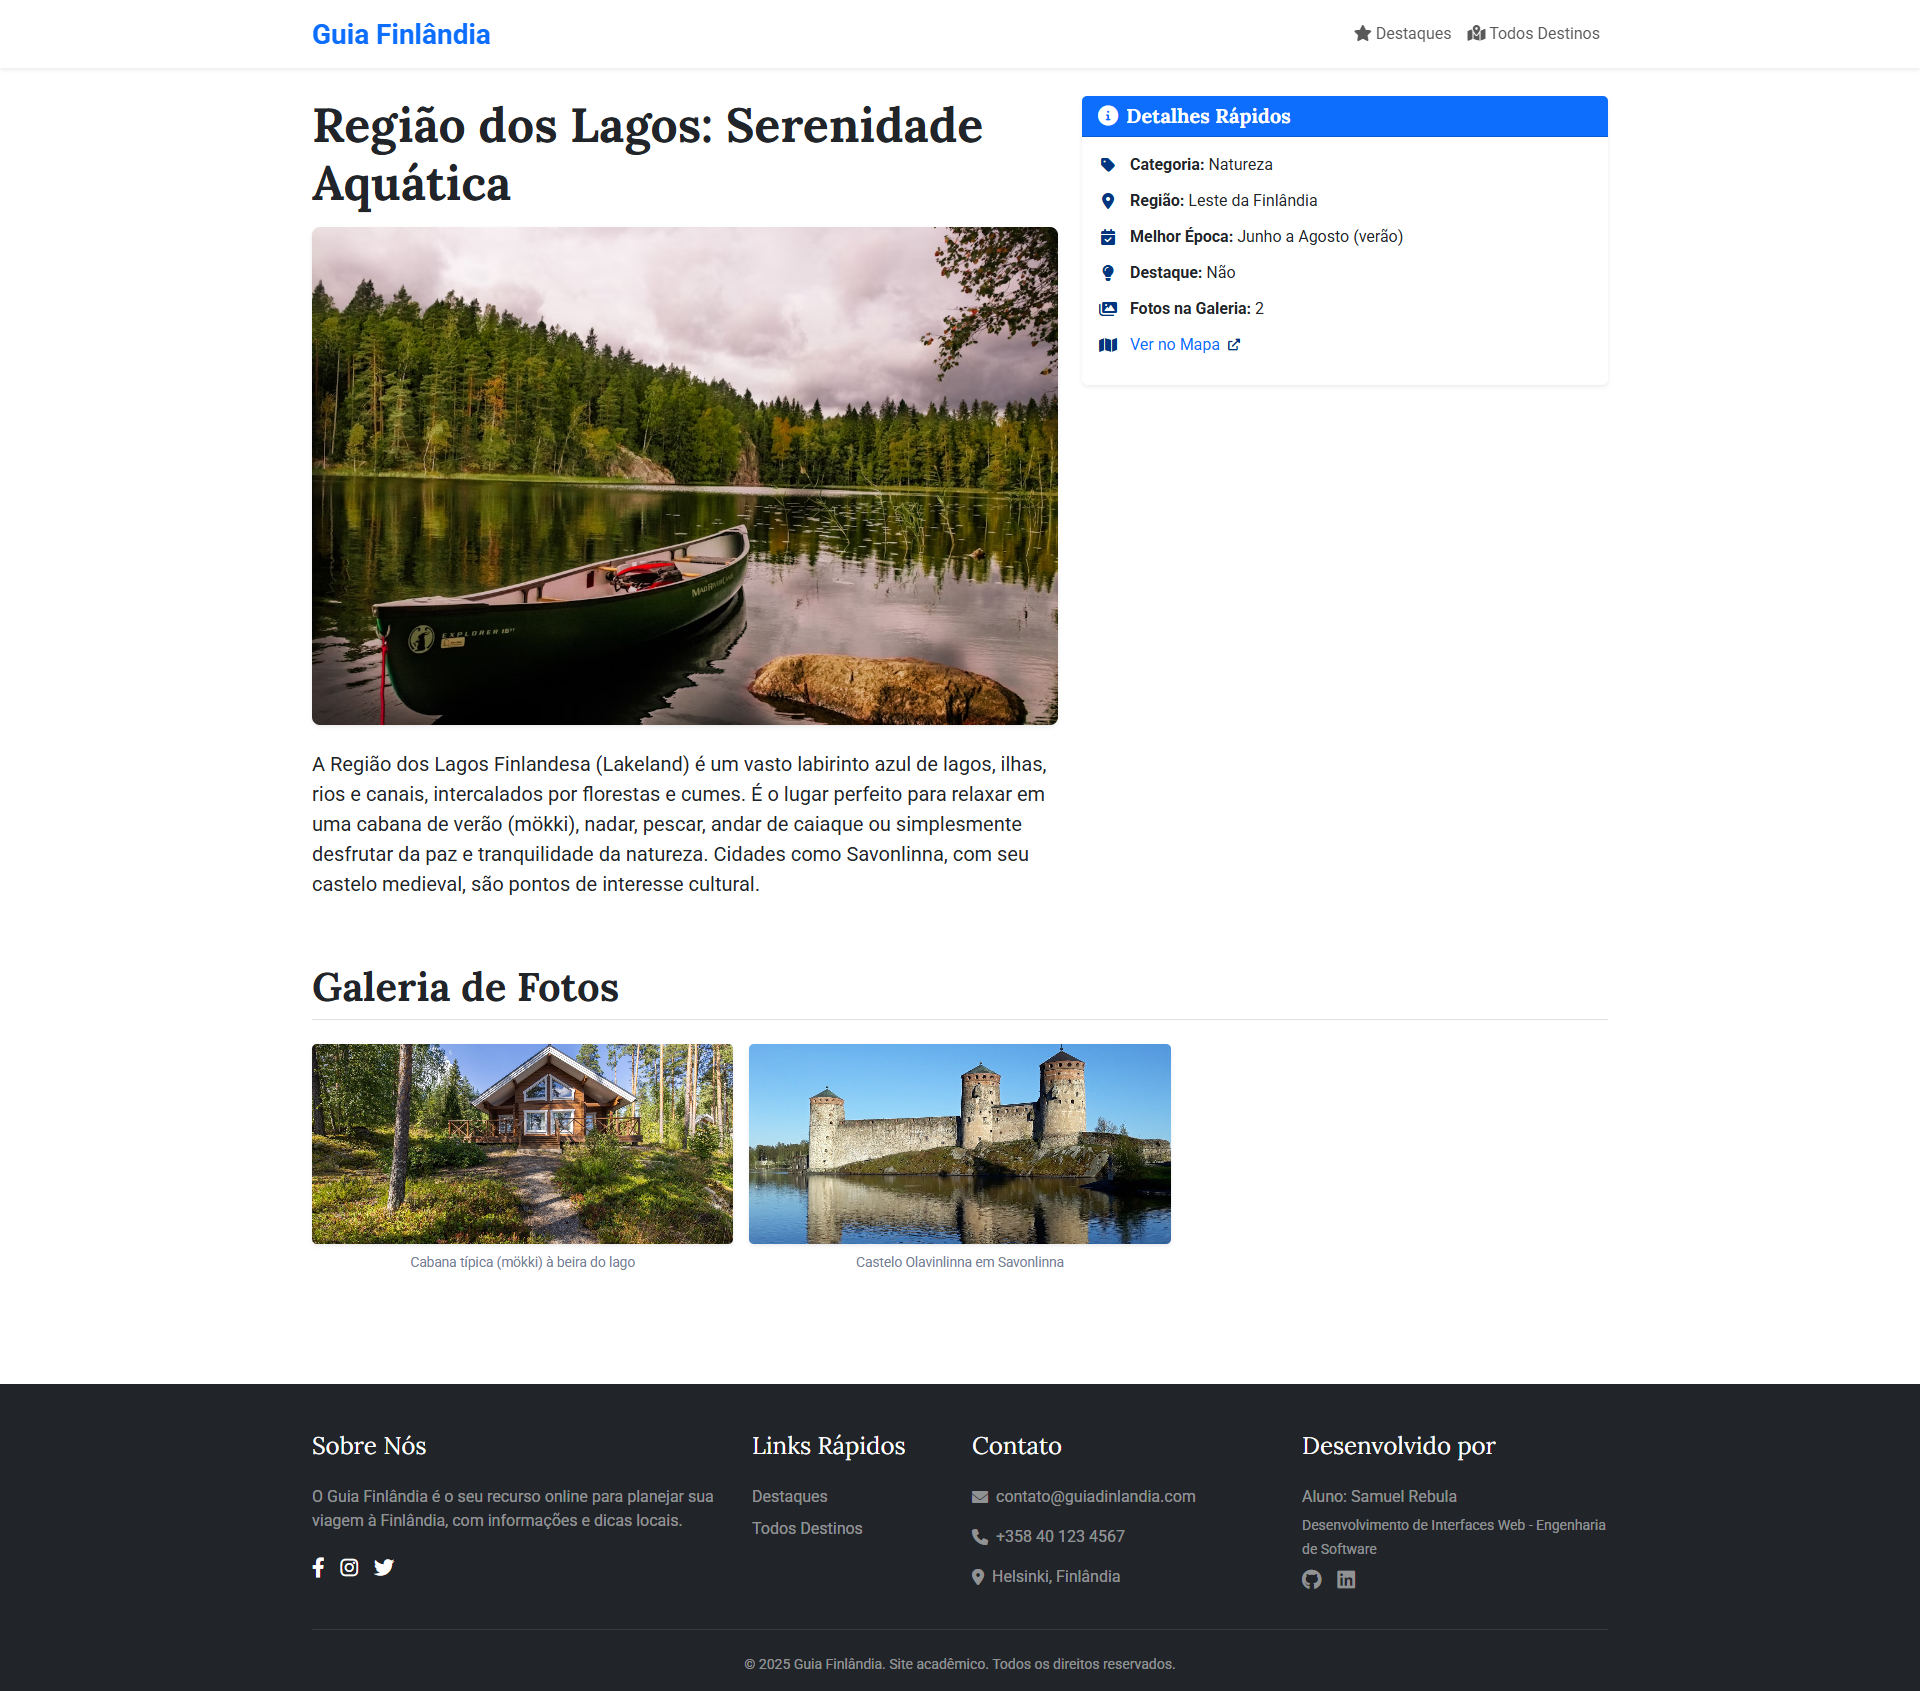 Guia Finlândia
Destaques
Todos Destinos
Região dos Lagos: Serenidade
Aquática
EXPLORER 16"
MAD RIVER CANOE
Detalhes Rápidos
Categoria: Natureza
Região: Leste da Finlândia
Melhor Época: Junho a Agosto (verão)
Destaque: Não
Fotos na Galeria: 2
Ver no Mapa
A Região dos Lagos Finlandesa (Lakeland) é um vasto labirinto azul de lagos, ilhas,
rios e canais, intercalados por florestas e cumes. É o lugar perfeito para relaxar em
uma cabana de verão (mökki), nadar, pescar, andar de caiaque ou simplesmente
desfrutar da paz e tranquilidade da natureza. Cidades como Savonlinna, com seu
castelo medieval, são pontos de interesse cultural.
Galeria de Fotos
Cabana típica (mökki) à beira do lago
Castelo Olavinlinna em Savonlinna
Sobre Nós
O Guia Finlândia é o seu recurso online para planejar sua
viagem à Finlândia, com informações e dicas locais.
Links Rápidos
Destaques
Todos Destinos
Contato
contato@guiadinlandia.com
+358 40 123 4567
Helsinki, Finlândia
Desenvolvido por
Aluno: Samuel Rebula
Desenvolvimento de Interfaces Web - Engenharia
de Software
© 2025 Guia Finlândia. Site acadêmico. Todos os direitos reservados.